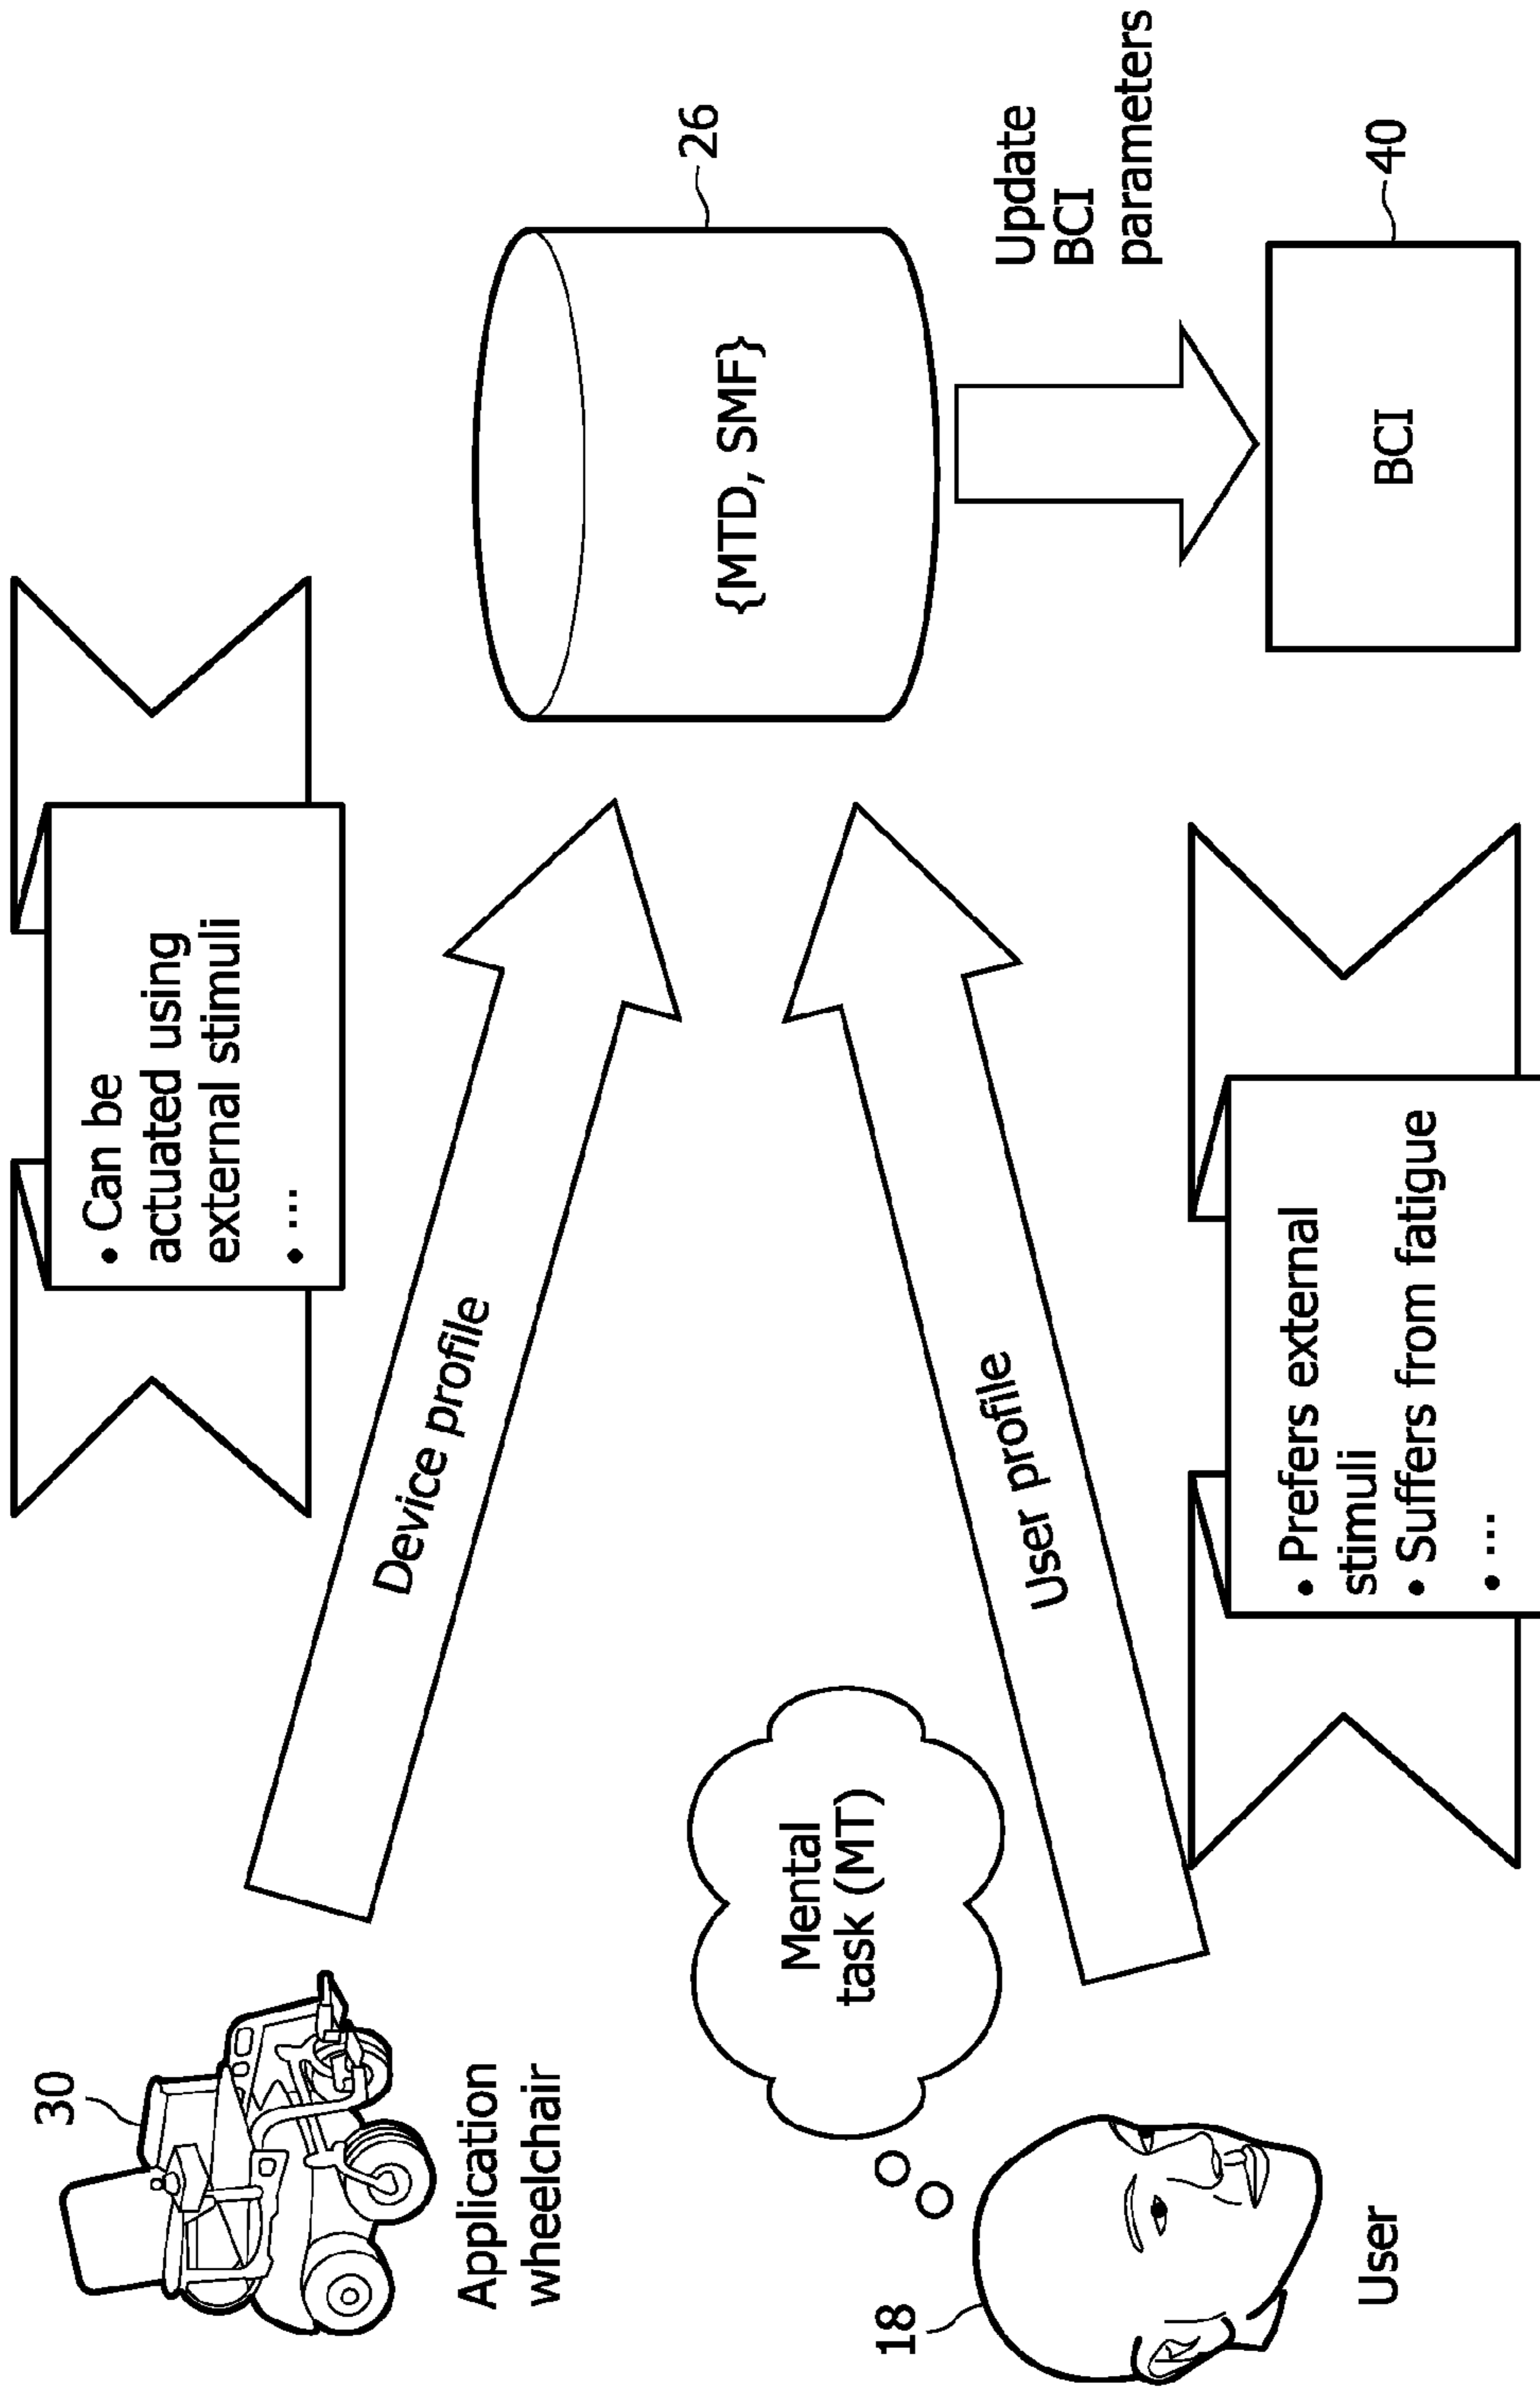 30
Application
wheelchair
Device profile
• Can be
actuated using
external stimuli
• ...
Mental
task (MT)
18
User
User profile
• Prefers external
stimuli
• Suffers from fatigue
• ...
{MTD, SMF}
26
Update
BCI
parameters
BCI
40